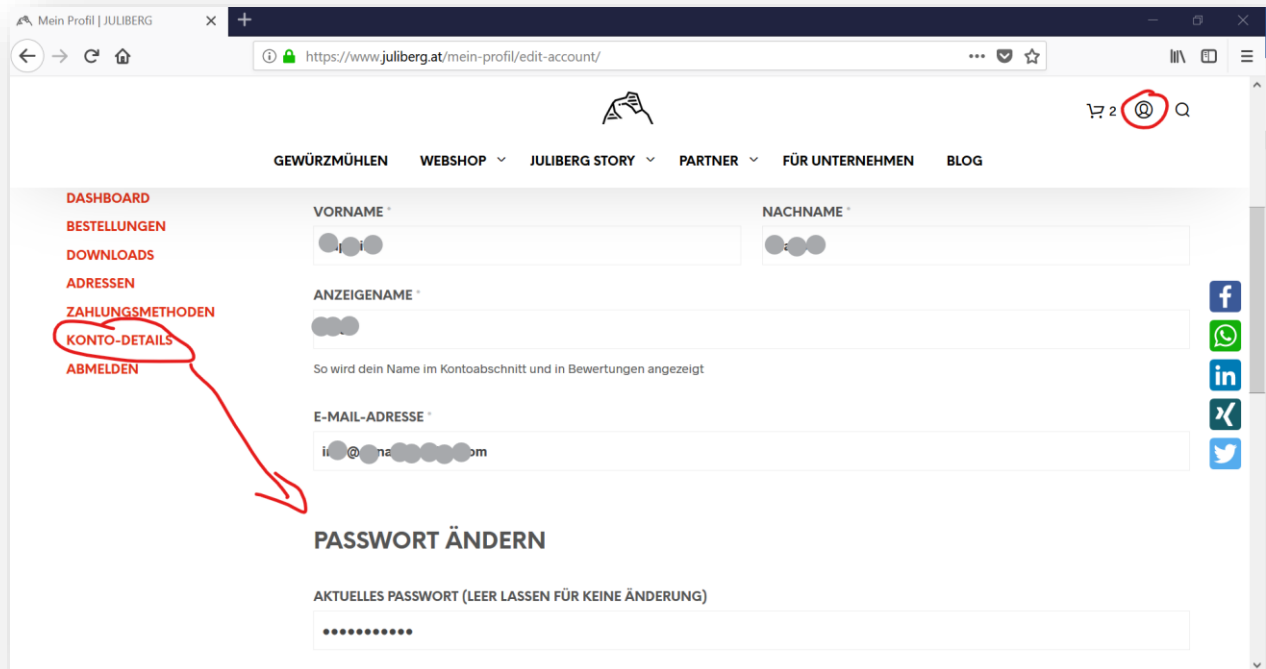 Mein Profil | JULIBERG
https://www.juliberg.at/mein-profil/edit-account/
2
GEWÜRZMÜHLEN WEBSHOP JULIBERG STORY PARTNER FÜR UNTERNEHMEN BLOG
DASHBOARD
BESTELLUNGEN
DOWNLOADS
ADRESSEN
ZAHLUNGSMETHODEN
KONTO-DETAILS
ABMELDEN
VORNAME *
NACHNAME *
ANZEIGENAME *
So wird dein Name im Kontoabschnitt und in Bewertungen angezeigt
E-MAIL-ADRESSE *
PASSWORT ÄNDERN
AKTUELLES PASSWORT (LEER LASSEN FÜR KEINE ÄNDERUNG)
•••••••••••